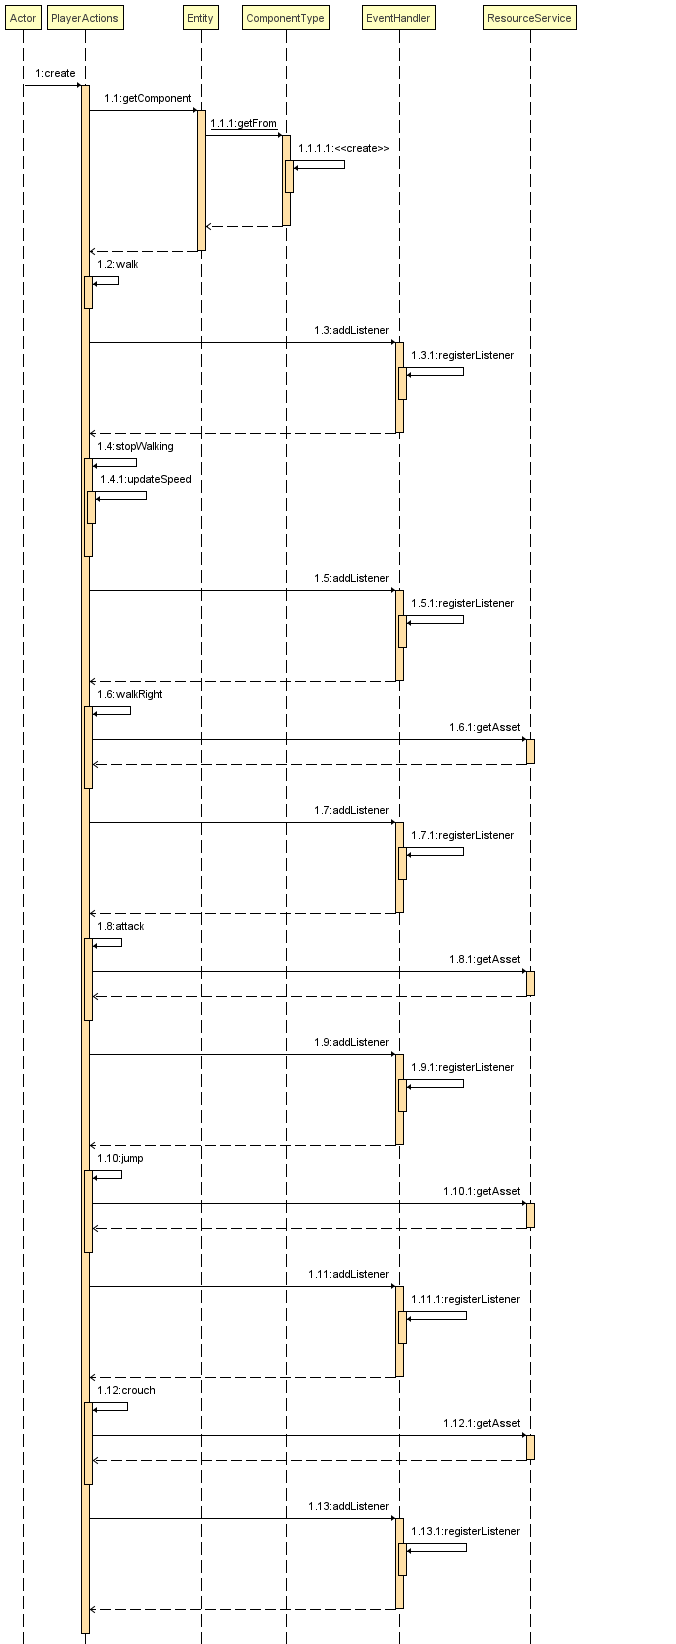 Actor
PlayerActions
Entity
ComponentType
EventHandler
ResourceService
1:create
1.1:getComponent
1.1.1:getFrom
1.1.1.1:<<create>>
1.2:walk
1.3:addListener
1.3.1:registerListener
1.4:stopWalking
1.4.1:updateSpeed
1.5:addListener
1.5.1:registerListener
1.6:walkRight
1.6.1:getAsset
1.7:addListener
1.7.1:registerListener
1.8:attack
1.8.1:getAsset
1.9:addListener
1.9.1:registerListener
1.10:jump
1.10.1:getAsset
1.11:addListener
1.11.1:registerListener
1.12:crouch
1.12.1:getAsset
1.13:addListener
1.13.1:registerListener